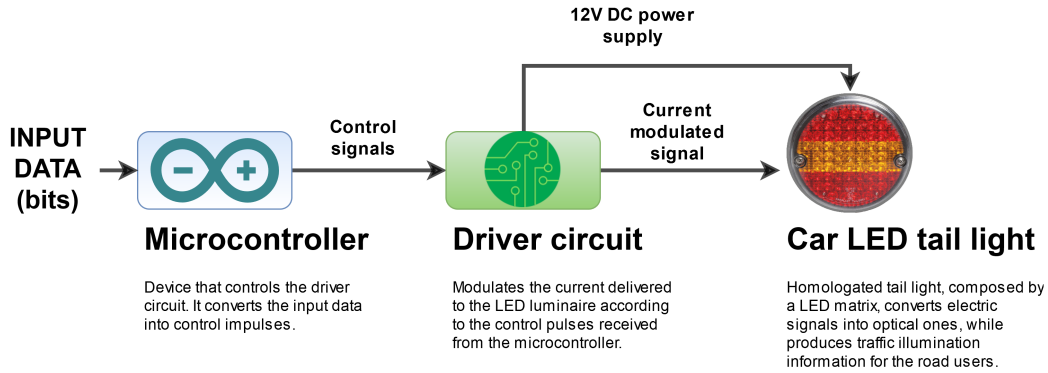 12V DC power
supply
INPUT
DATA
(bits)
Control
signals
Current
modulated
signal
Microcontroller
Driver circuit
Car LED tail light
Device that controls the driver
circuit. It converts the input data
into control impulses.
Modulates the current delivered
to the LED luminaire according
to the control pulses received
from the microcontroller.
Homologated tail light, composed by
a LED matrix, converts electric
signals into optical ones, while
produces traffic illumination
information for the road users.